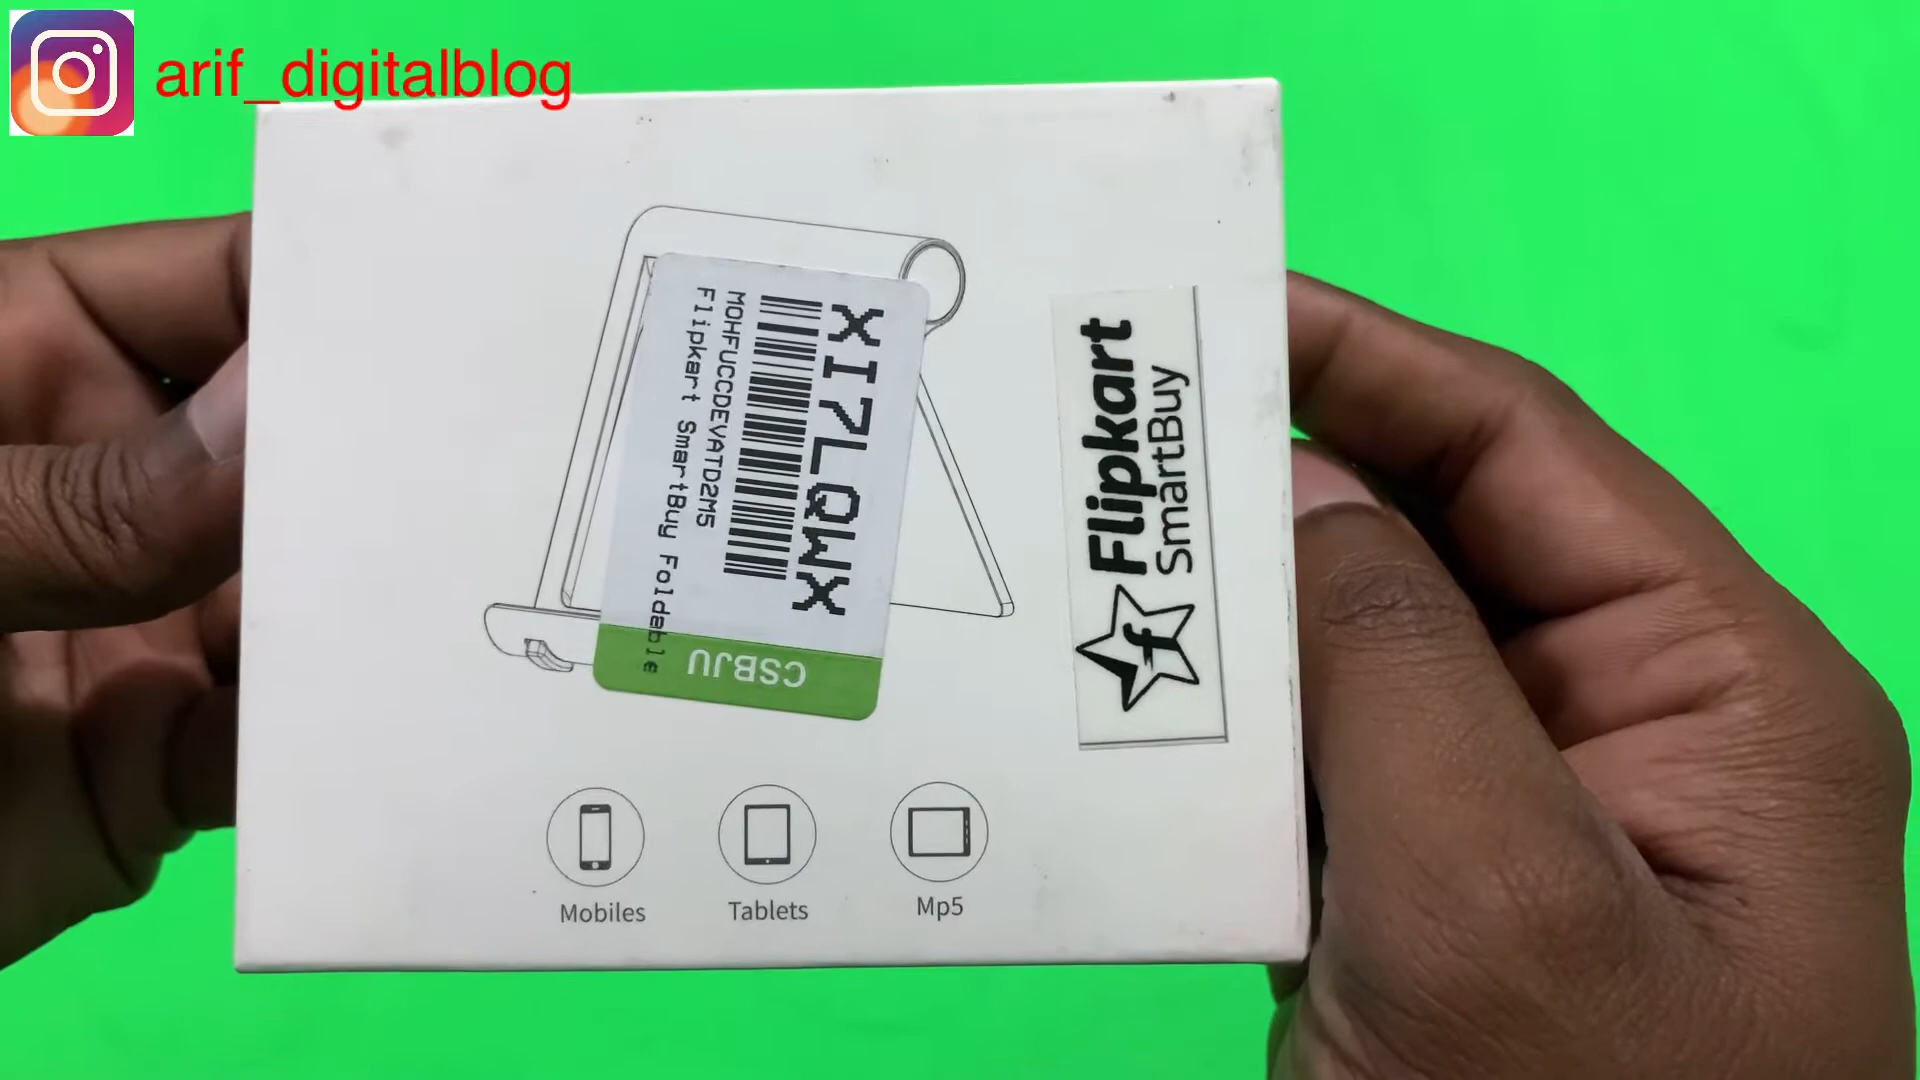 arif_digitalblog
XI7LQWX
MOHFUCCDEVATD2M5
Flipkart SmartBuy Foldable
CSBJU
Flipkart
SmartBuy
Mobiles
Tablets
Mp5